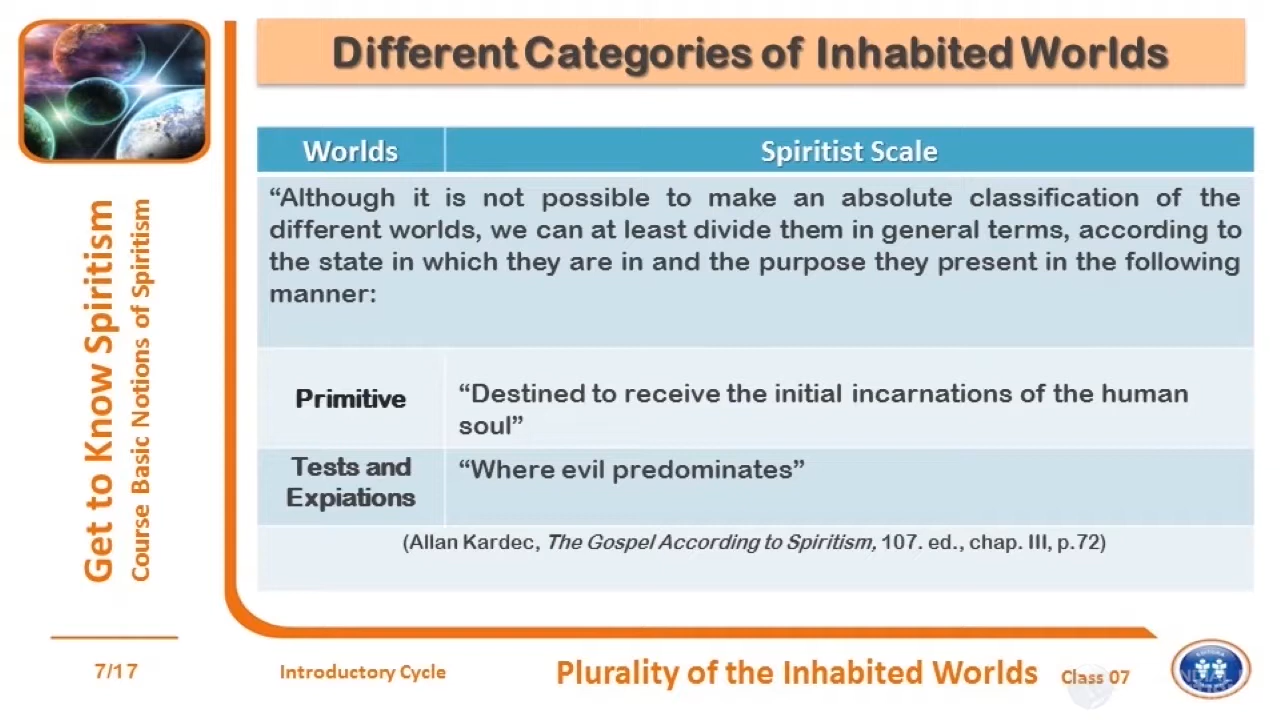 Different Categories of Inhabited Worlds
Get to Know Spiritism
Course Basic Notions of Spiritism
Worlds
Spiritist Scale
“Although it is not possible to make an absolute classification of the
different worlds, we can at least divide them in general terms, according to
the state in which they are in and the purpose they present in the following
manner:
Primitive
“Destined to receive the initial incarnations of the human
soul”
Tests and
Expiations
“Where evil predominates”
(Allan Kardec, The Gospel According to Spiritism, 107. ed., chap. III, p.72)
7/17
Introductory Cycle
Plurality of the Inhabited Worlds
Class 07